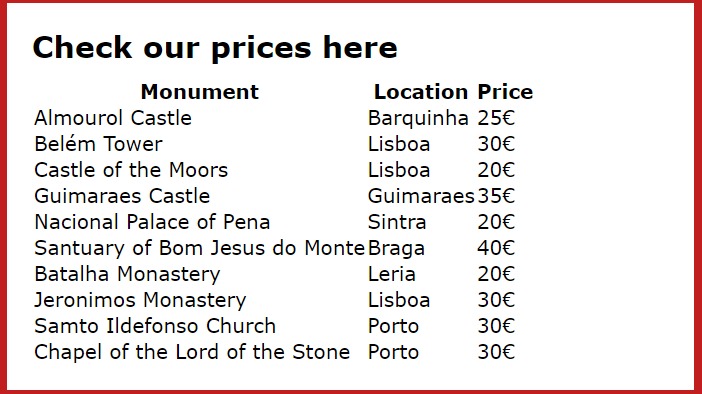 Check our prices here
Monument Location Price
Almourol Castle Barquinha 25€
Belém Tower Lisboa 30€
Castle of the Moors Lisboa 20€
Guimaraes Castle Guimaraes 35€
Nacional Palace of Pena Sintra 20€
Santuary of Bom Jesus do Monte Braga 40€
Batalha Monastery Leria 20€
Jeronimos Monastery Lisboa 30€
Samto Ildefonso Church Porto 30€
Chapel of the Lord of the Stone Porto 30€